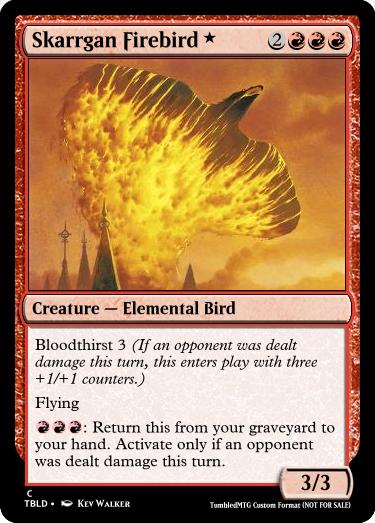 Skarrgan Firebird ★ 2
Creature — Elemental Bird
Bloodthirst 3 (If an opponent was dealt
damage this turn, this enters play with three
+1/+1 counters.)
Flying
: Return this from your graveyard to
your hand. Activate only if an opponent
was dealt damage this turn.
3/3
C
TBLD • Kev Walker
TumbledMTG Custom Format (NOT FOR SALE)